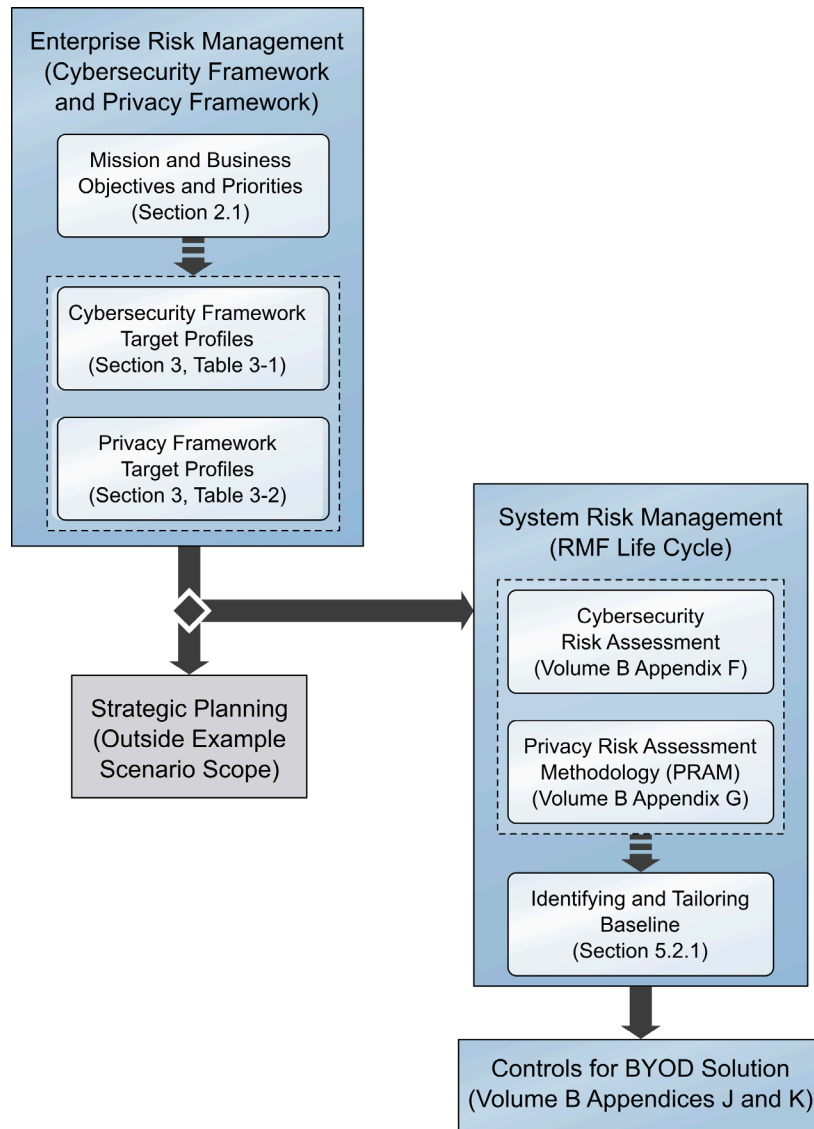 Enterprise Risk Management
(Cybersecurity Framework
and Privacy Framework)
Mission and Business
Objectives and Priorities
(Section 2.1)
Cybersecurity Framework
Target Profiles
(Section 3, Table 3-1)
Privacy Framework
Target Profiles
(Section 3, Table 3-2)
Strategic Planning
(Outside Example
Scenario Scope)
System Risk Management
(RMF Life Cycle)
Cybersecurity
Risk Assessment
(Volume B Appendix F)
Privacy Risk Assessment
Methodology (PRAM)
(Volume B Appendix G)
Identifying and Tailoring
Baseline
(Section 5.2.1)
Controls for BYOD Solution
(Volume B Appendices J and K)